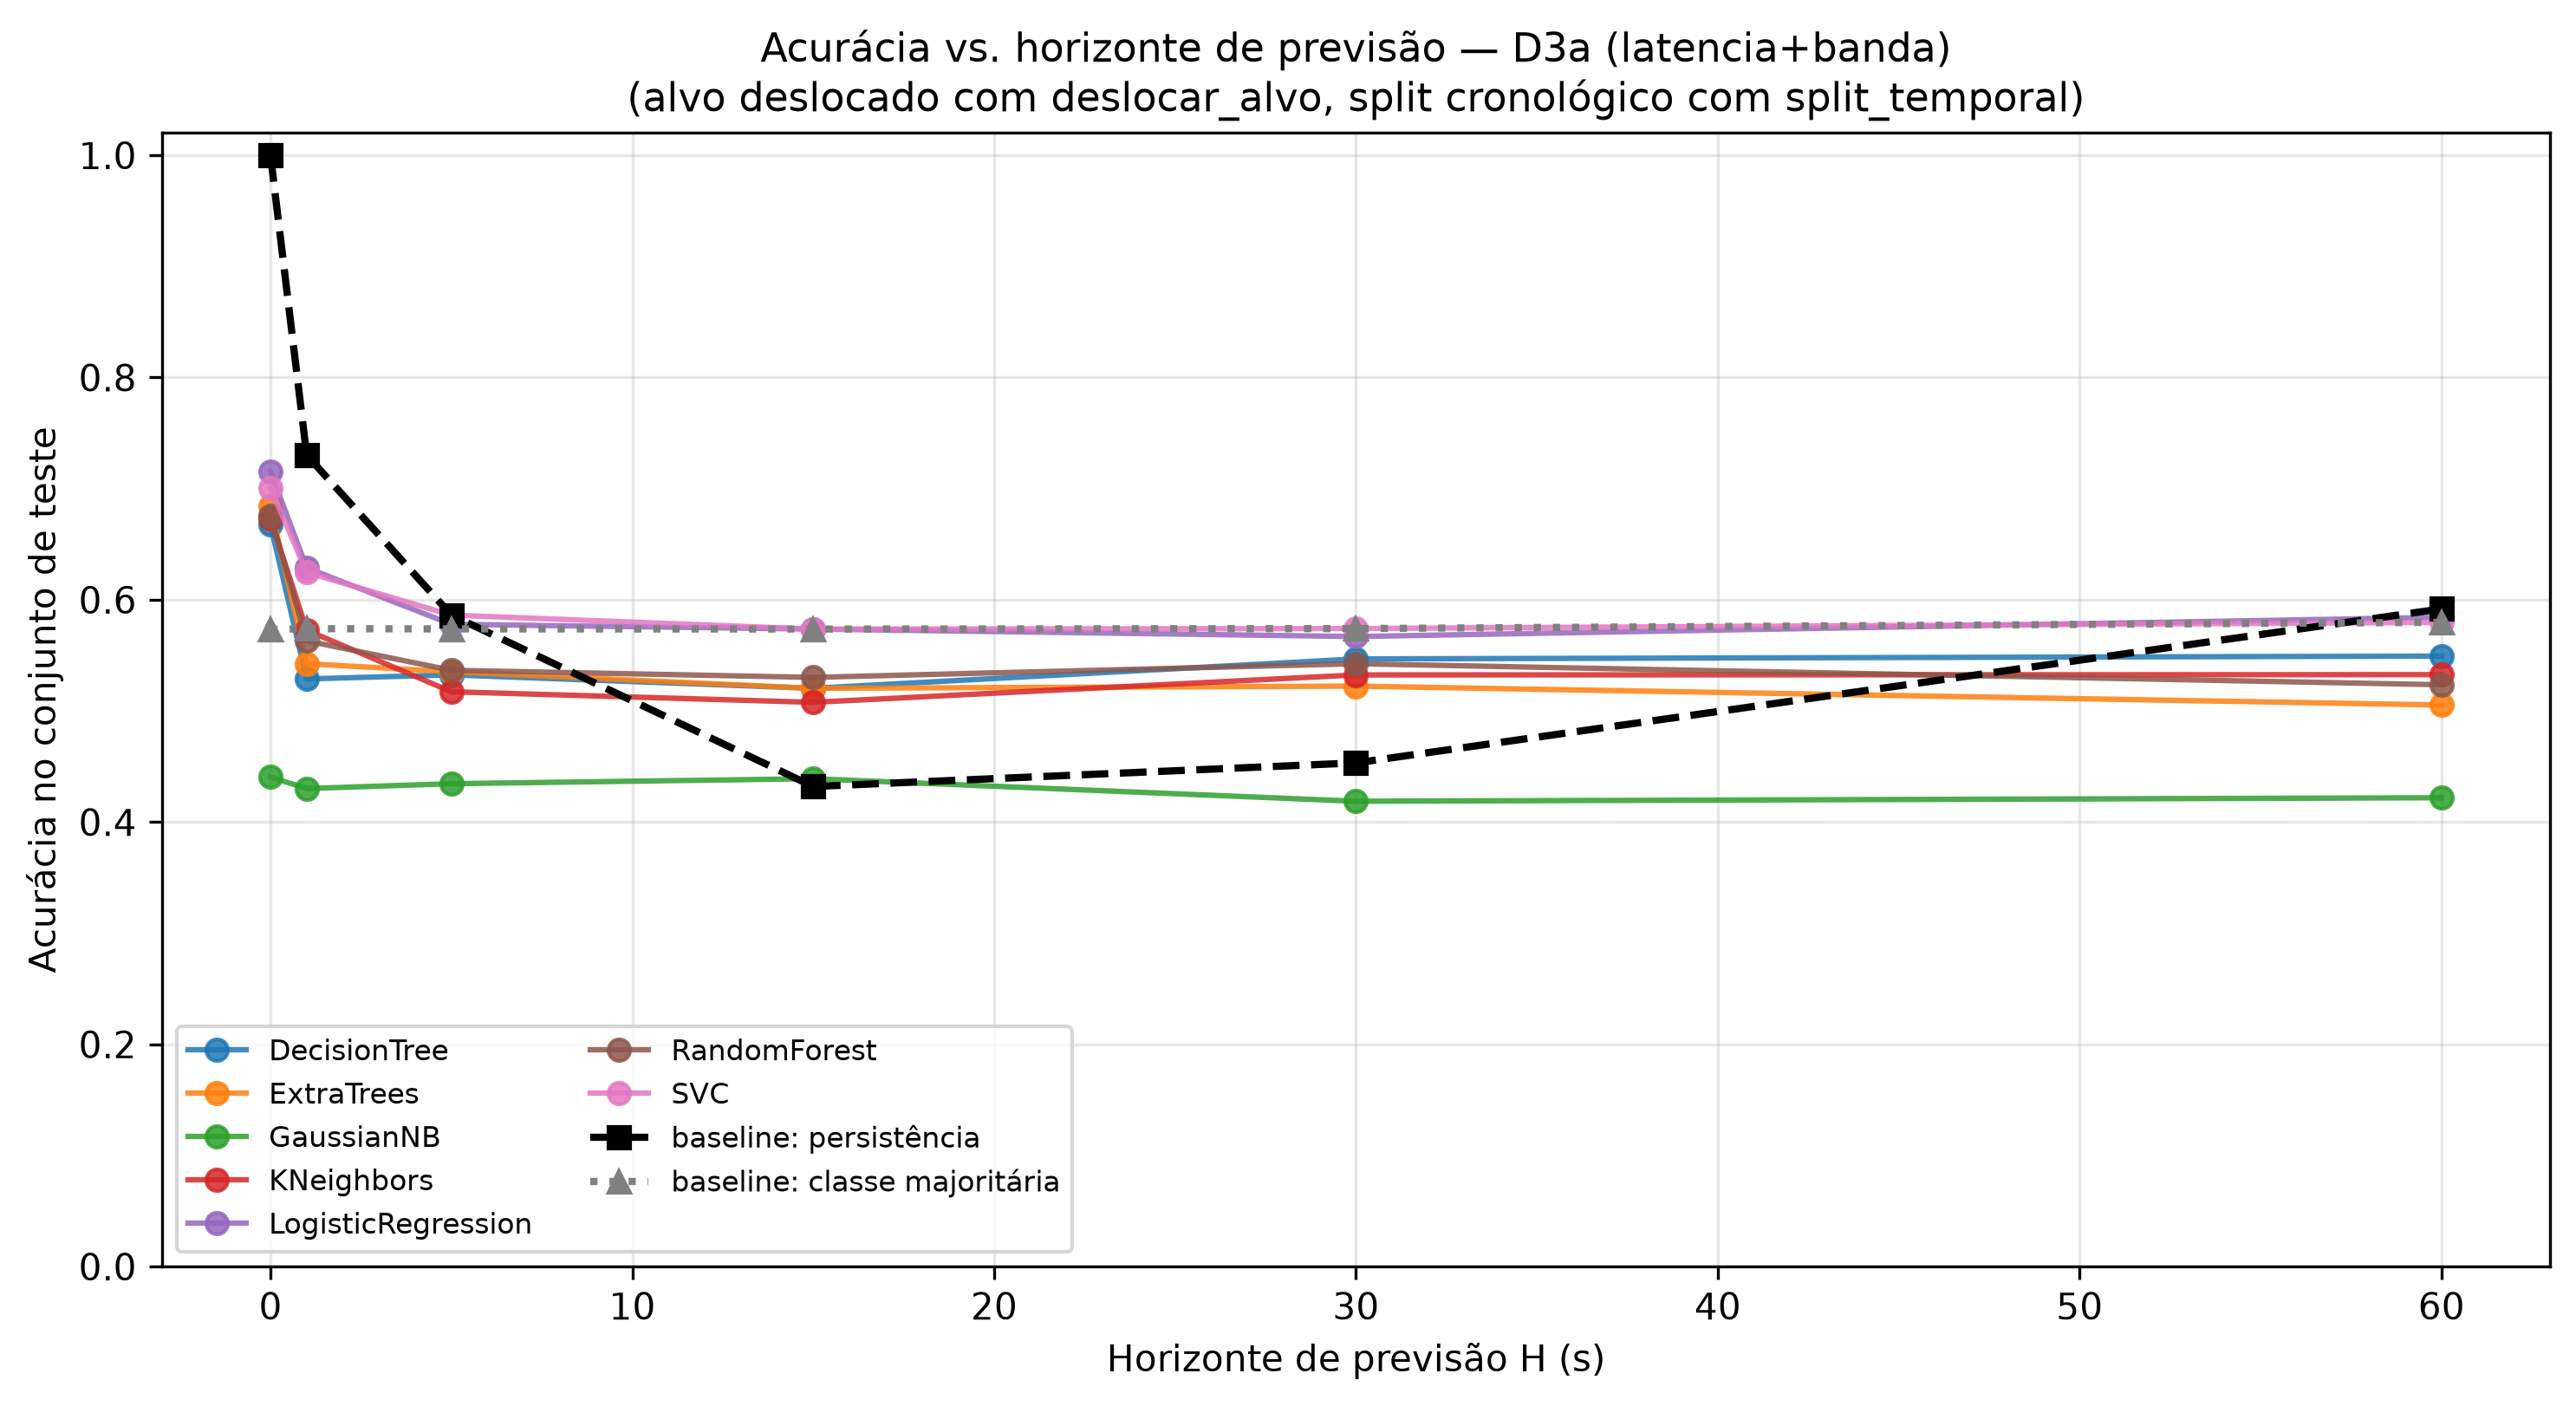 Acurácia vs. horizonte de previsão — D3a (latencia+banda)
(alvo deslocado com deslocar_alvo, split cronológico com split_temporal)
Acurácia no conjunto de teste
1.0
0.8
0.6
0.4
0.2
0.0
DecisionTree
ExtraTrees
GaussianNB
KNeighbors
LogisticRegression
RandomForest
SVC
baseline: persistência
baseline: classe majoritária
0 10 20 30 40 50 60
Horizonte de previsão H (s)